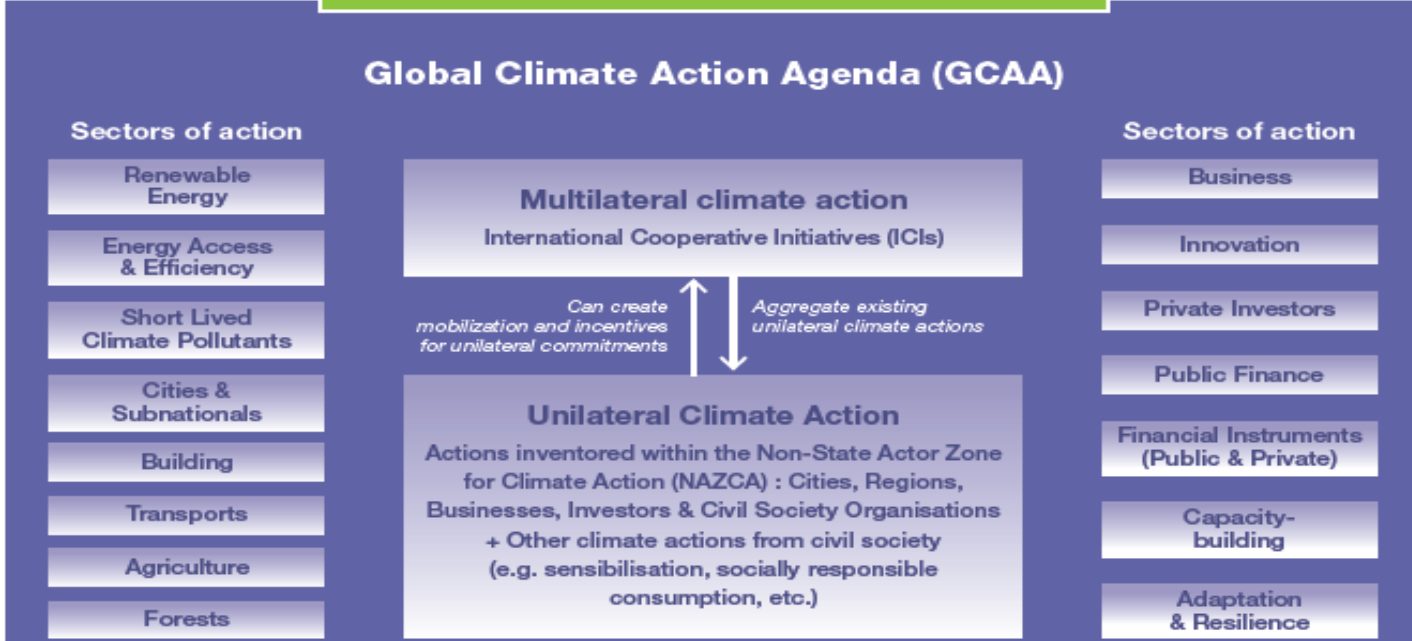 Global Climate Action Agenda (GCAA)
Sectors of action
Renewable
Energy
Energy Access
& Efficiency
Short Lived
Climate Pollutants
Cities &
Subnationals
Building
Transports
Agriculture
Forests
Multilateral climate action
International Cooperative Initiatives (ICIs)
Can create
mobilization and incentives
for unilateral commitments
Aggregate existing
unilateral climate actions
Unilateral Climate Action
Actions inventored within the Non-State Actor Zone
for Climate Action (NAZCA) : Cities, Regions,
Businesses, Investors & Civil Society Organisations
+ Other climate actions from civil society
(e.g. sensibilisation, socially responsible
consumption, etc.)
Sectors of action
Business
Innovation
Private Investors
Public Finance
Financial Instruments
(Public & Private)
Capacity-
building
Adaptation
& Resilience